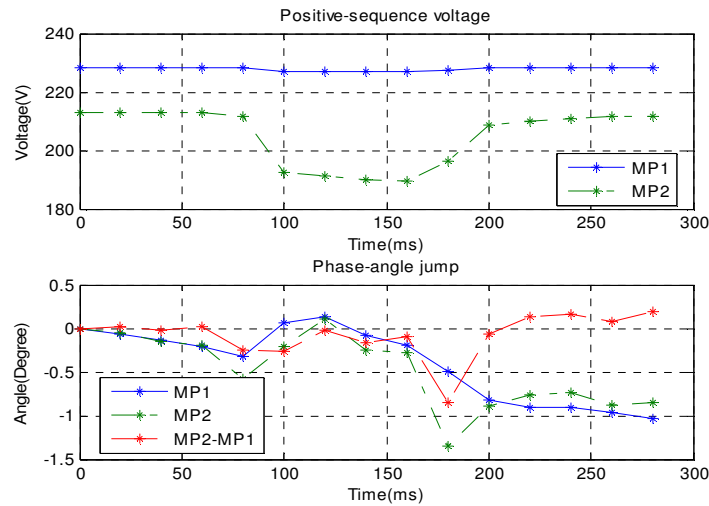 Positive-sequence voltage
240
220
200
180
Voltage(V)
MP1
MP2
0 50 100 150 200 250 300
Time(ms)
Phase-angle jump
0.5
0
-0.5
-1
-1.5
Angle(Degree)
MP1
MP2
MP2-MP1
0 50 100 150 200 250 300
Time(ms)